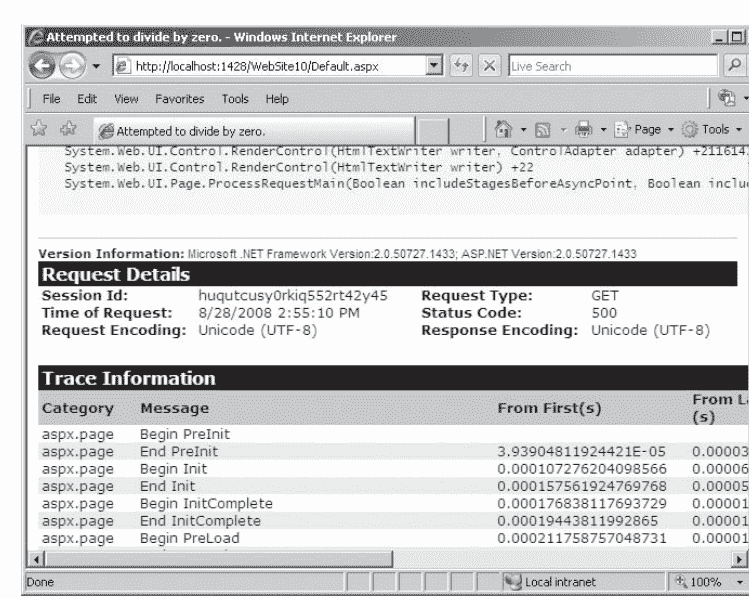 Attempted to divide by zero. - Windows Internet Explorer
http://localhost:1428/WebSite10/Default.aspx Live Search
File Edit View Favorites Tools Help
Attempted to divide by zero. Page Tools
System.Web.UI.Control.RenderControl(HtmlTextWriter writer, ControlAdapter adapter) +211614
System.Web.UI.Control.RenderControl(HtmlTextWriter writer) +22
System.Web.UI.Page.ProcessRequestMain(Boolean includeStagesBeforeAsyncPoint, Boolean inclu
Version Information: Microsoft .NET Framework Version:2.0.50727.1433; ASP.NET Version:2.0.50727.1433
Request Details
Session Id: huqutcusy0rkiq552rt42y45 Request Type: GET
Time of Request: 8/28/2008 2:55:10 PM Status Code: 500
Request Encoding: Unicode (UTF-8) Response Encoding: Unicode (UTF-8)
Trace Information
Category Message From First(s) From La
(s)
aspx.page Begin PreInit
aspx.page End PreInit 3.93904811924421E-05 0.00003
aspx.page Begin Init 0.000107276204098566 0.00006
aspx.page End Init 0.000157561924769768 0.00005
aspx.page Begin InitComplete 0.000176838117693729 0.00001
aspx.page End InitComplete 0.00019443811992865 0.00001
aspx.page Begin PreLoad 0.000211758757048731 0.00001
Done Local intranet 100%